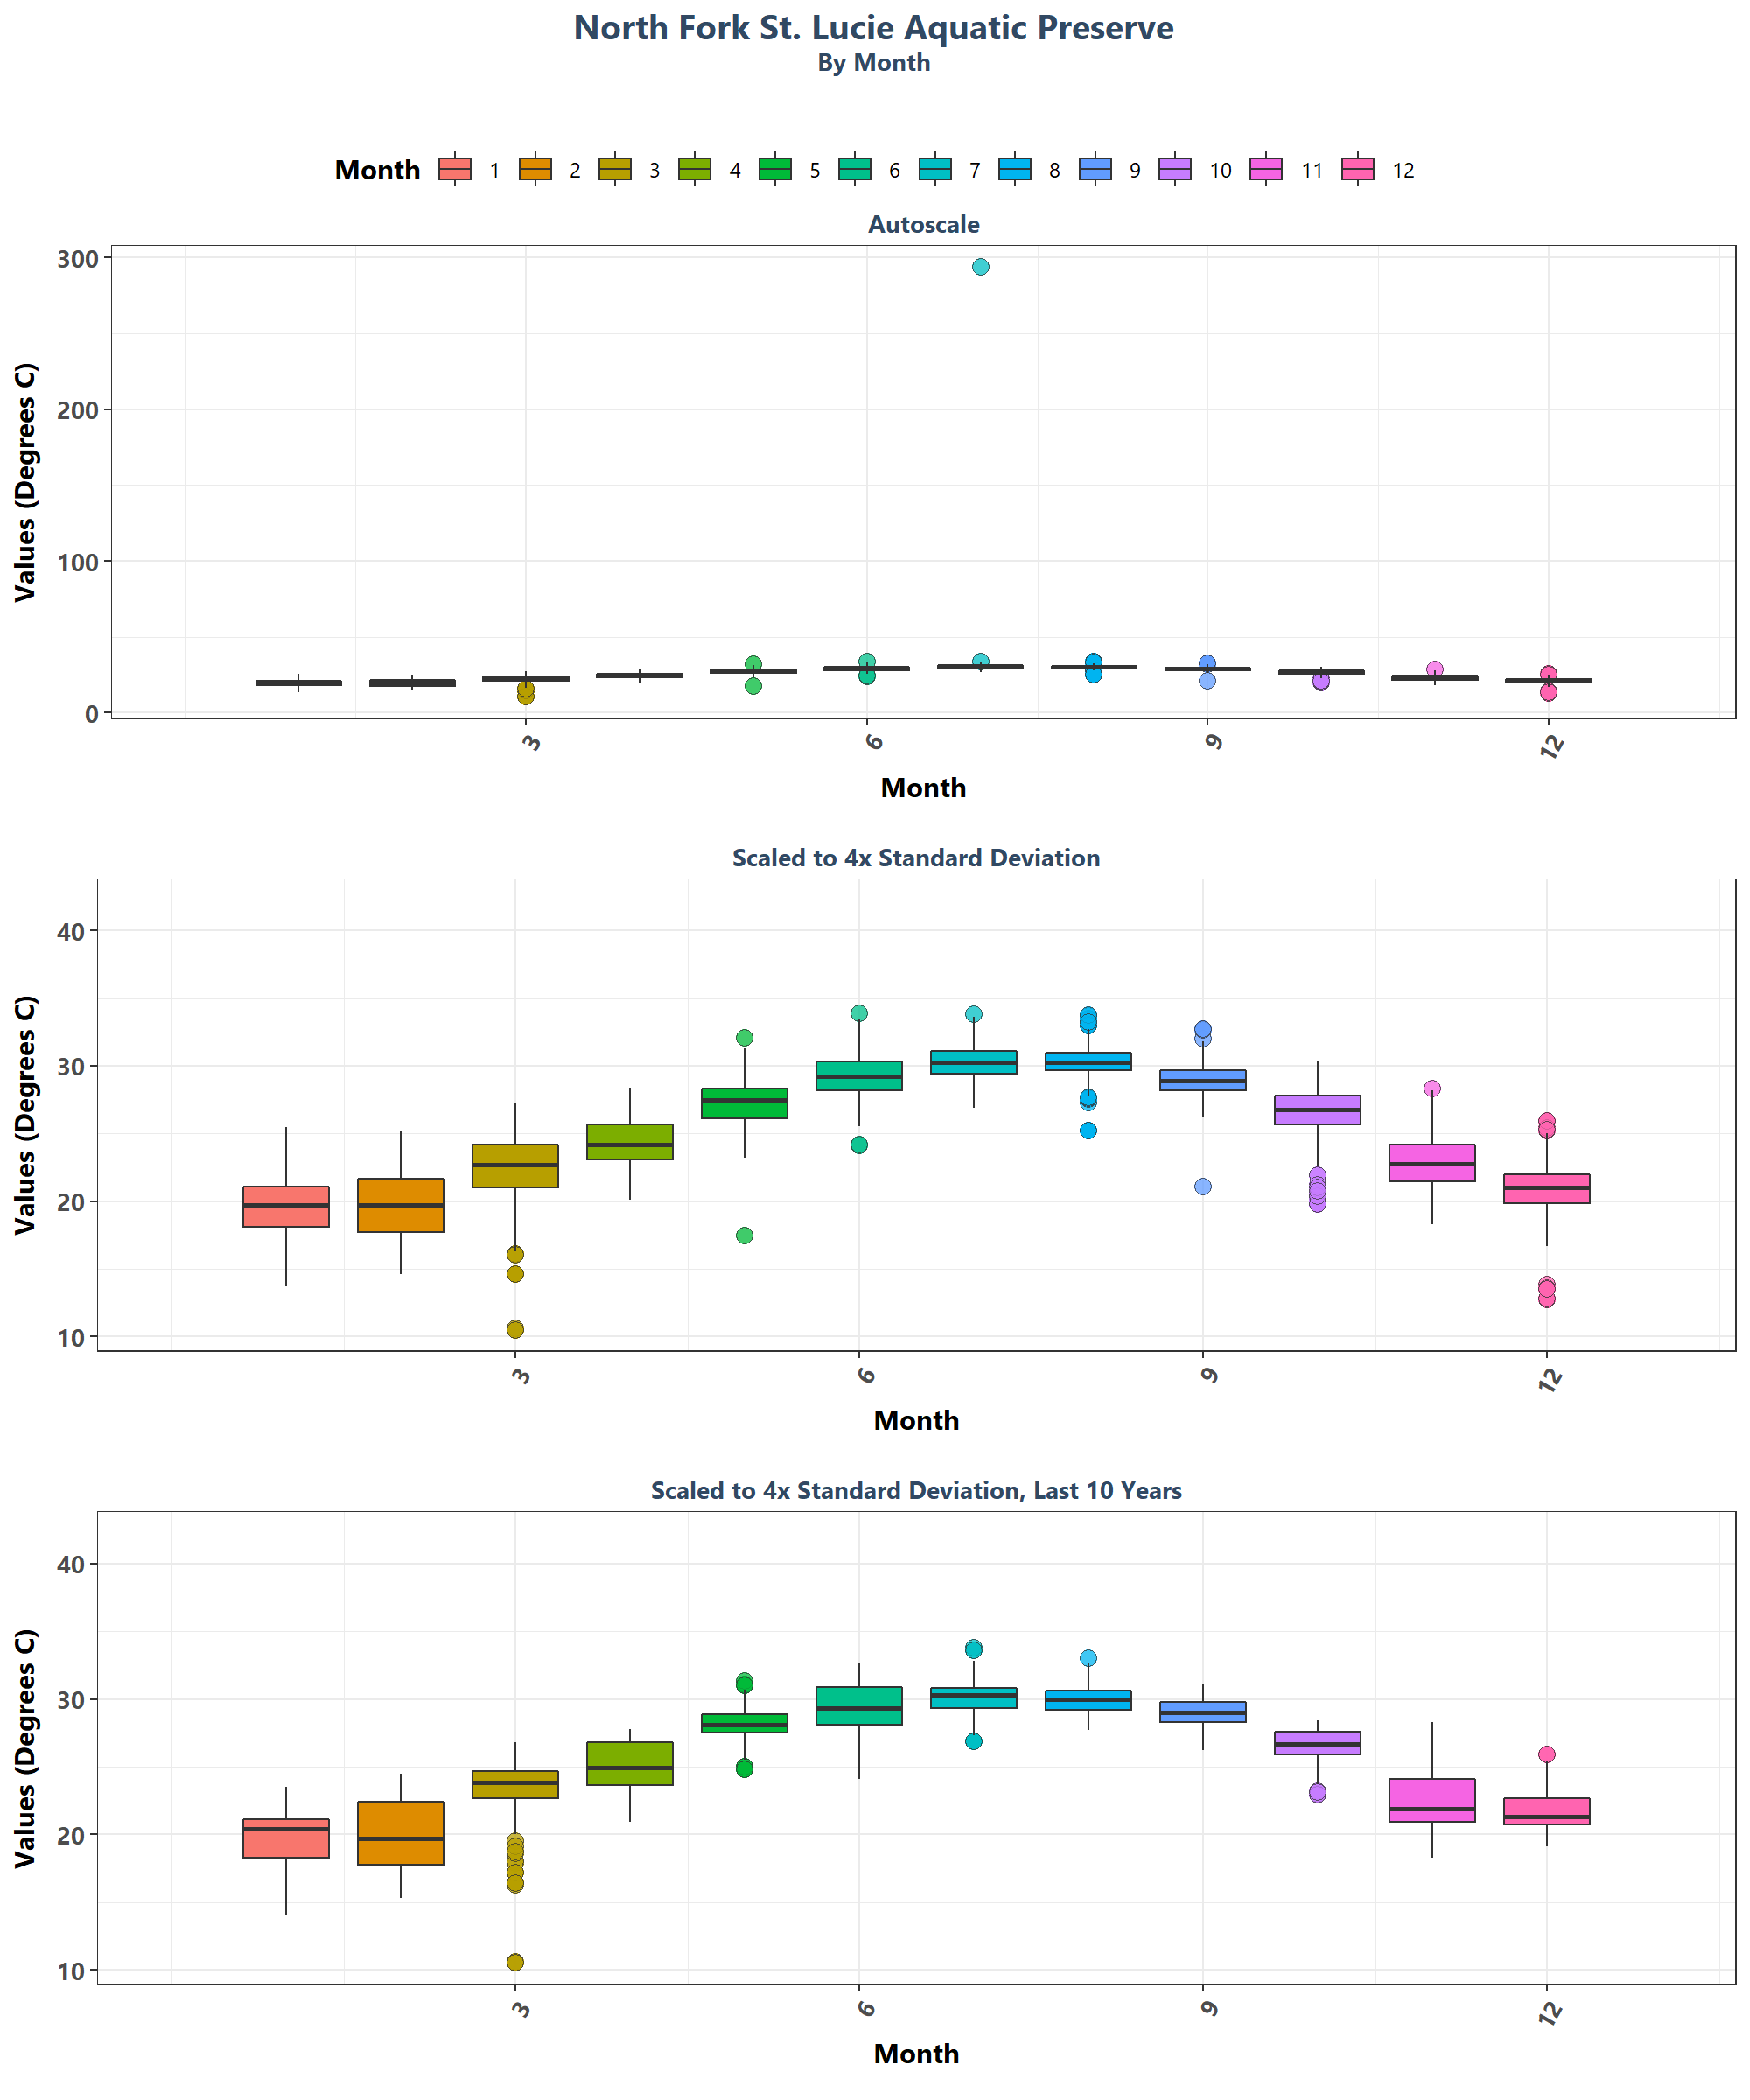 North Fork St. Lucie Aquatic Preserve
By Month
Month 1 2 3 4 5 6 7 8 9 10 11 12
Autoscale
Values (Degrees C)
300
200
100
0
3 6 9 12
Month
Scaled to 4x Standard Deviation
Values (Degrees C)
40
30
20
10
3 6 9 12
Month
Scaled to 4x Standard Deviation, Last 10 Years
Values (Degrees C)
40
30
20
10
3 6 9 12
Month